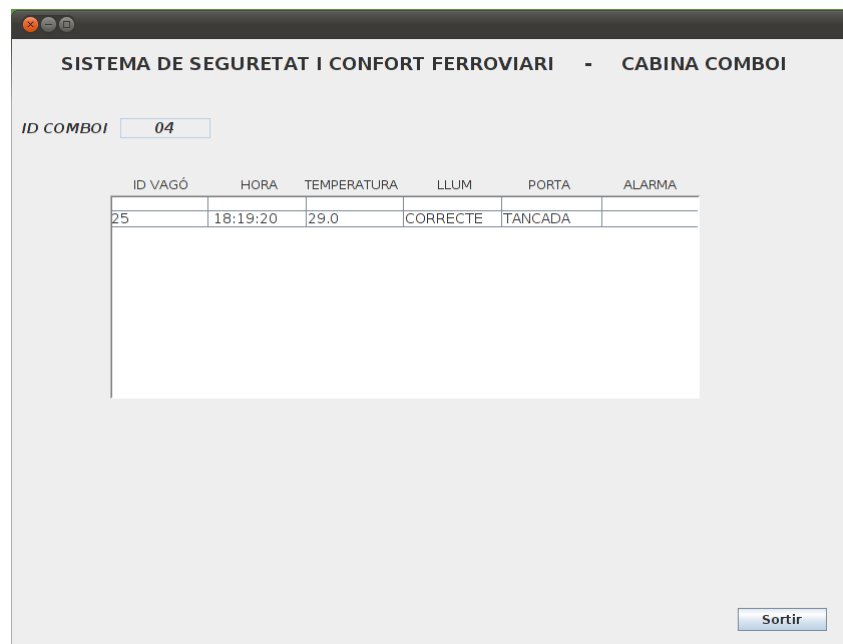 SISTEMA DE SEGURETAT I CONFORT FERROVIARI - CABINA COMBOI
ID COMBOI 04
ID VAGÓ HORA TEMPERATURA LLUM PORTA ALARMA
25 18:19:20 29.0 CORRECTE TANCADA
Sortir